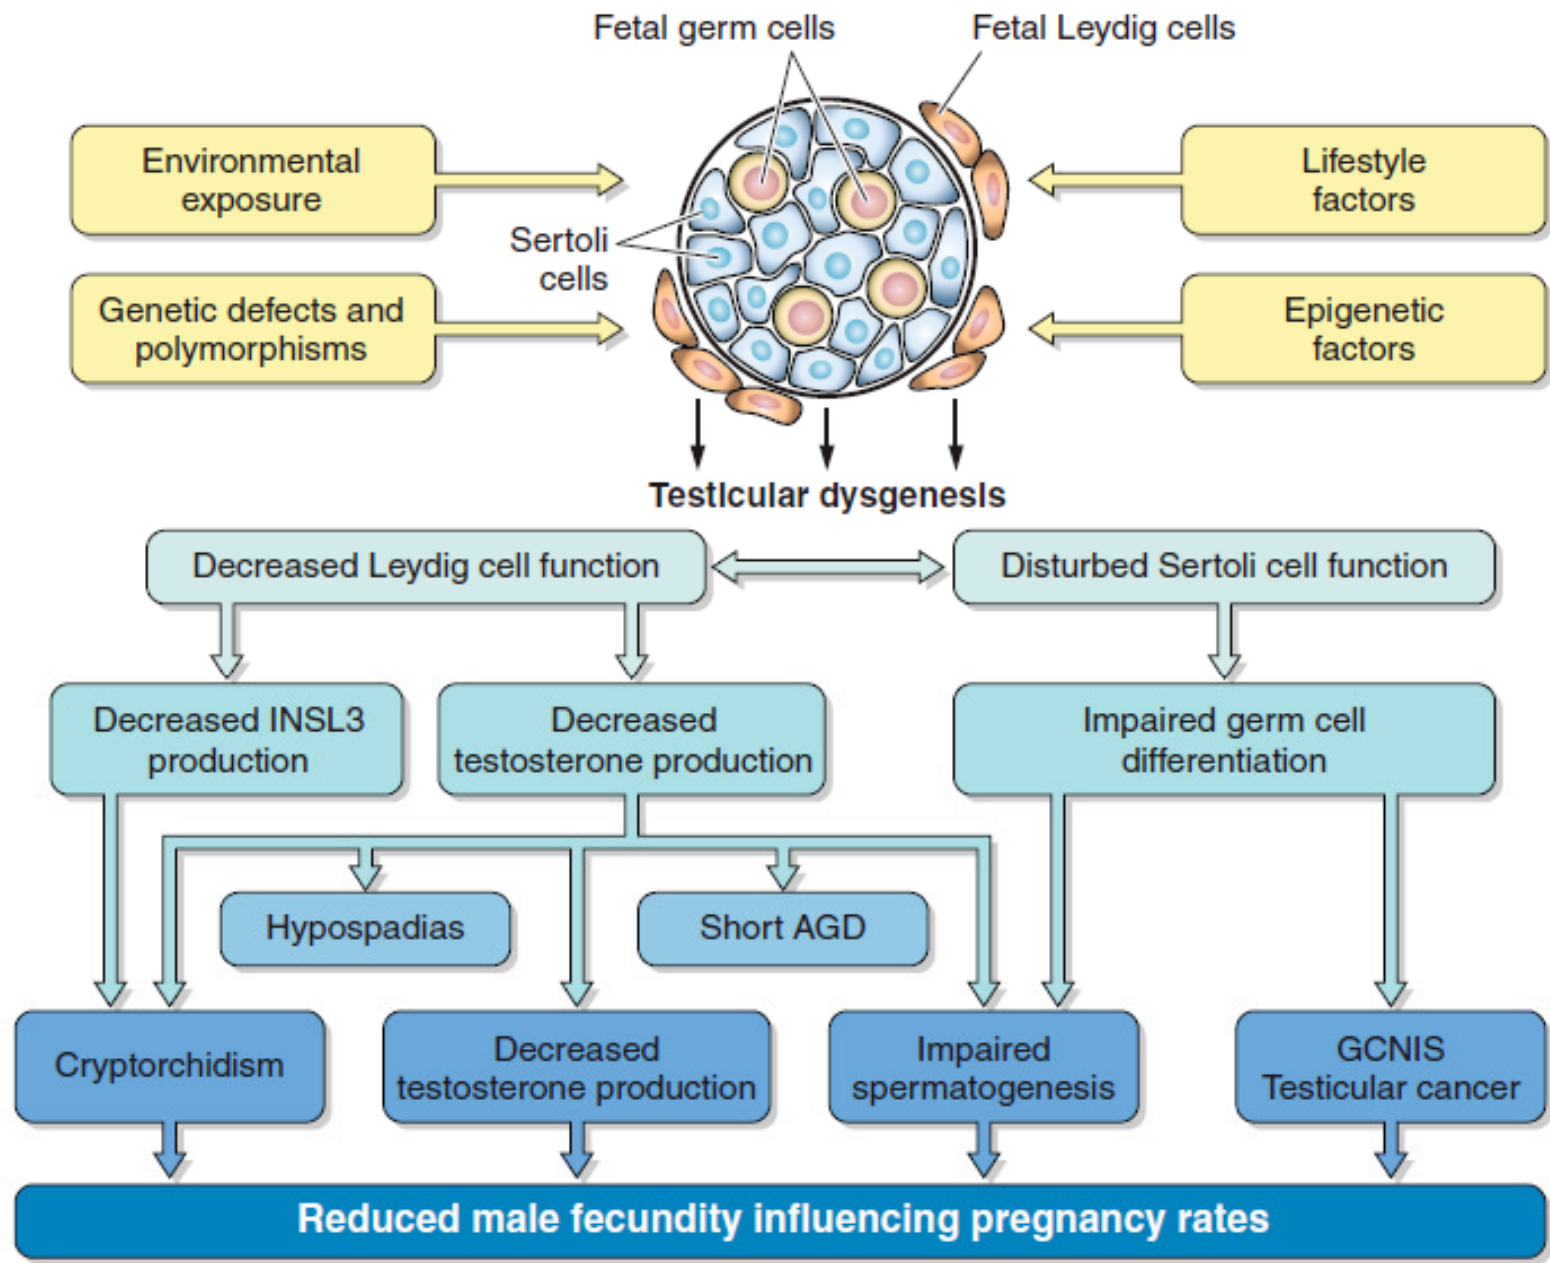 Fetal germ cells
Fetal Leydig cells
Environmental
exposure
Lifestyle
factors
Sertoli
cells
Genetic defects and
polymorphisms
Epigenetic
factors
Testicular dysgenesis
Decreased Leydig cell function
Disturbed Sertoli cell function
Decreased INSL3
production
Decreased
testosterone production
Impaired germ cell
differentiation
Hypospadias
Short AGD
Cryptorchidism
Decreased
testosterone production
Impaired
spermatogenesis
GCNIS
Testicular cancer
Reduced male fecundity influencing pregnancy rates